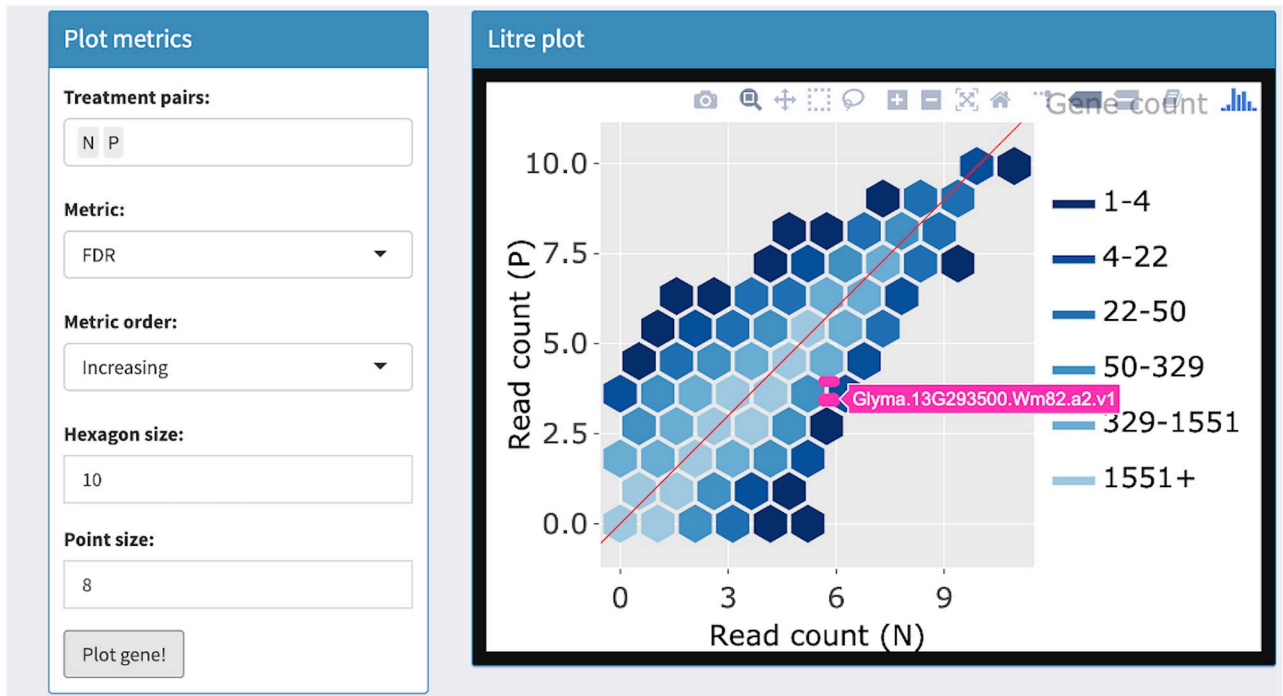 Plot metrics
Treatment pairs:
N P
Metric:
FDR
Metric order:
Increasing
Hexagon size:
10
Point size:
8
Plot gene!
Litre plot
Gene count
10.0
7.5
5.0
2.5
0.0
Read count (P)
0 3 6 9
Read count (N)
Glyma.13G293500.Wm82.a2.v1
1-4
4-22
22-50
50-329
329-1551
1551+